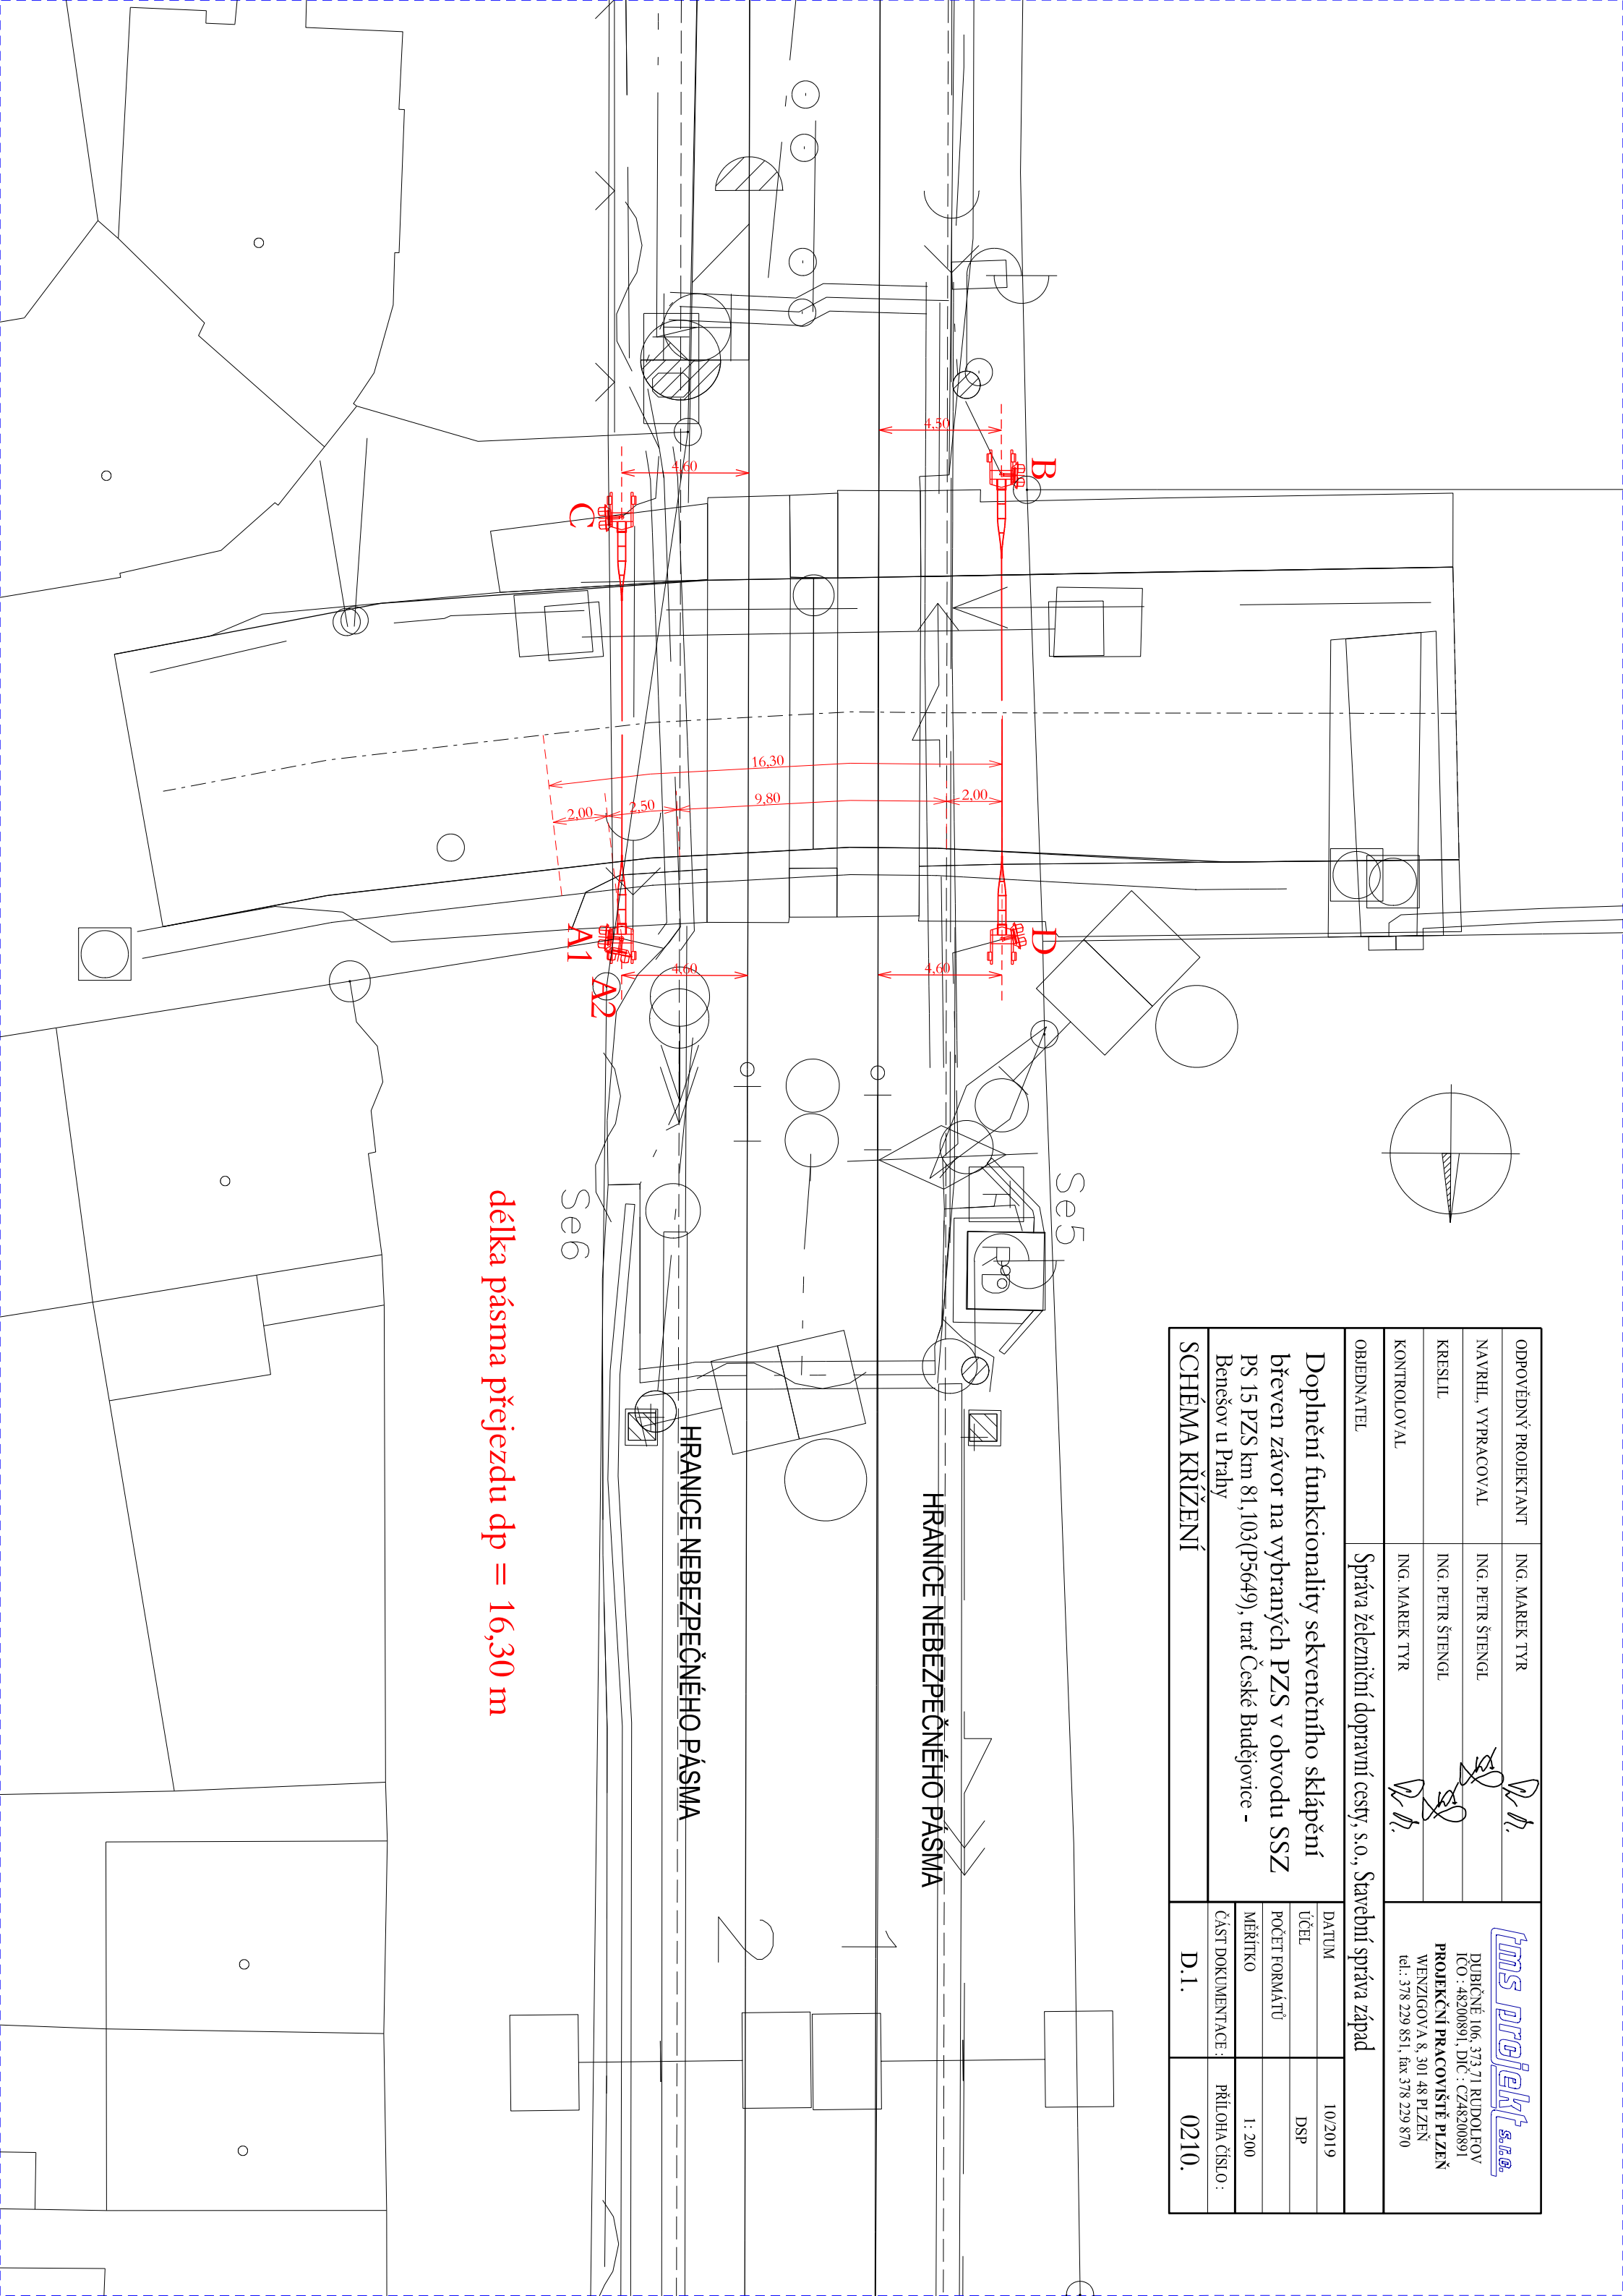 B
C
D
A1
A2
4,50
4,60
16,30
9,80
2,50
2,00
2,00
4,60
4,60
Se5
Se6
RB
délka pásma přejezdu dp = 16,30 m
HRANICE NEBEZPEČNÉHO PÁSMA
HRANICE NEBEZPEČNÉHO PÁSMA
1
2
ODPOVĚDNÝ PROJEKTANT ING. MAREK TYR
NAVRHL, VYPRACOVAL ING. PETR ŠTENGL
KRESLIL ING. PETR ŠTENGL
KONTROLOVAL ING. MAREK TYR
tms projekt s.r.o.
DUBIČNÉ 106, 373 71 RUDOLFOV
IČO : 48200891, DIČ : CZ48200891
PROJEKČNÍ PRACOVIŠTĚ PLZEŇ
WENZIGOVA 8, 301 48 PLZEŇ
tel.: 378 229 851, fax 378 229 870
OBJEDNATEL Správa železniční dopravní cesty, s.o., Stavební správa západ
Doplnění funkcionality sekvenčního sklápění
břeven závor na vybraných PZS v obvodu SSZ
PS 15 PZS km 81,103(P5649), trať České Budějovice -
Benešov u Prahy
DATUM 10/2019
ÚČEL DSP
POČET FORMÁTŮ
MĚŘÍTKO 1: 200
ČÁST DOKUMENTACE : PŘÍLOHA ČÍSLO :
SCHÉMA KŘÍŽENÍ D.1. 0210.